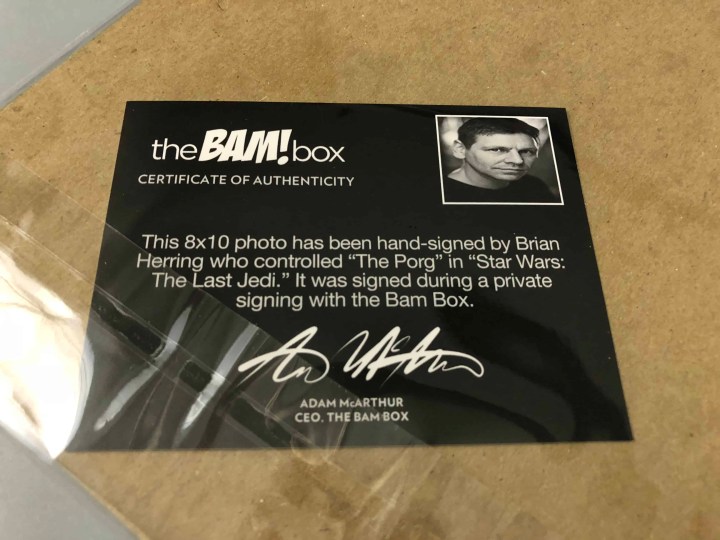 the BAM! box
CERTIFICATE OF AUTHENTICITY
This 8x10 photo has been hand-signed by Brian
Herring who controlled “The Porg” in “Star Wars:
The Last Jedi.” It was signed during a private
signing with the Bam Box.
ADAM McARTHUR
CEO, THE BAM BOX